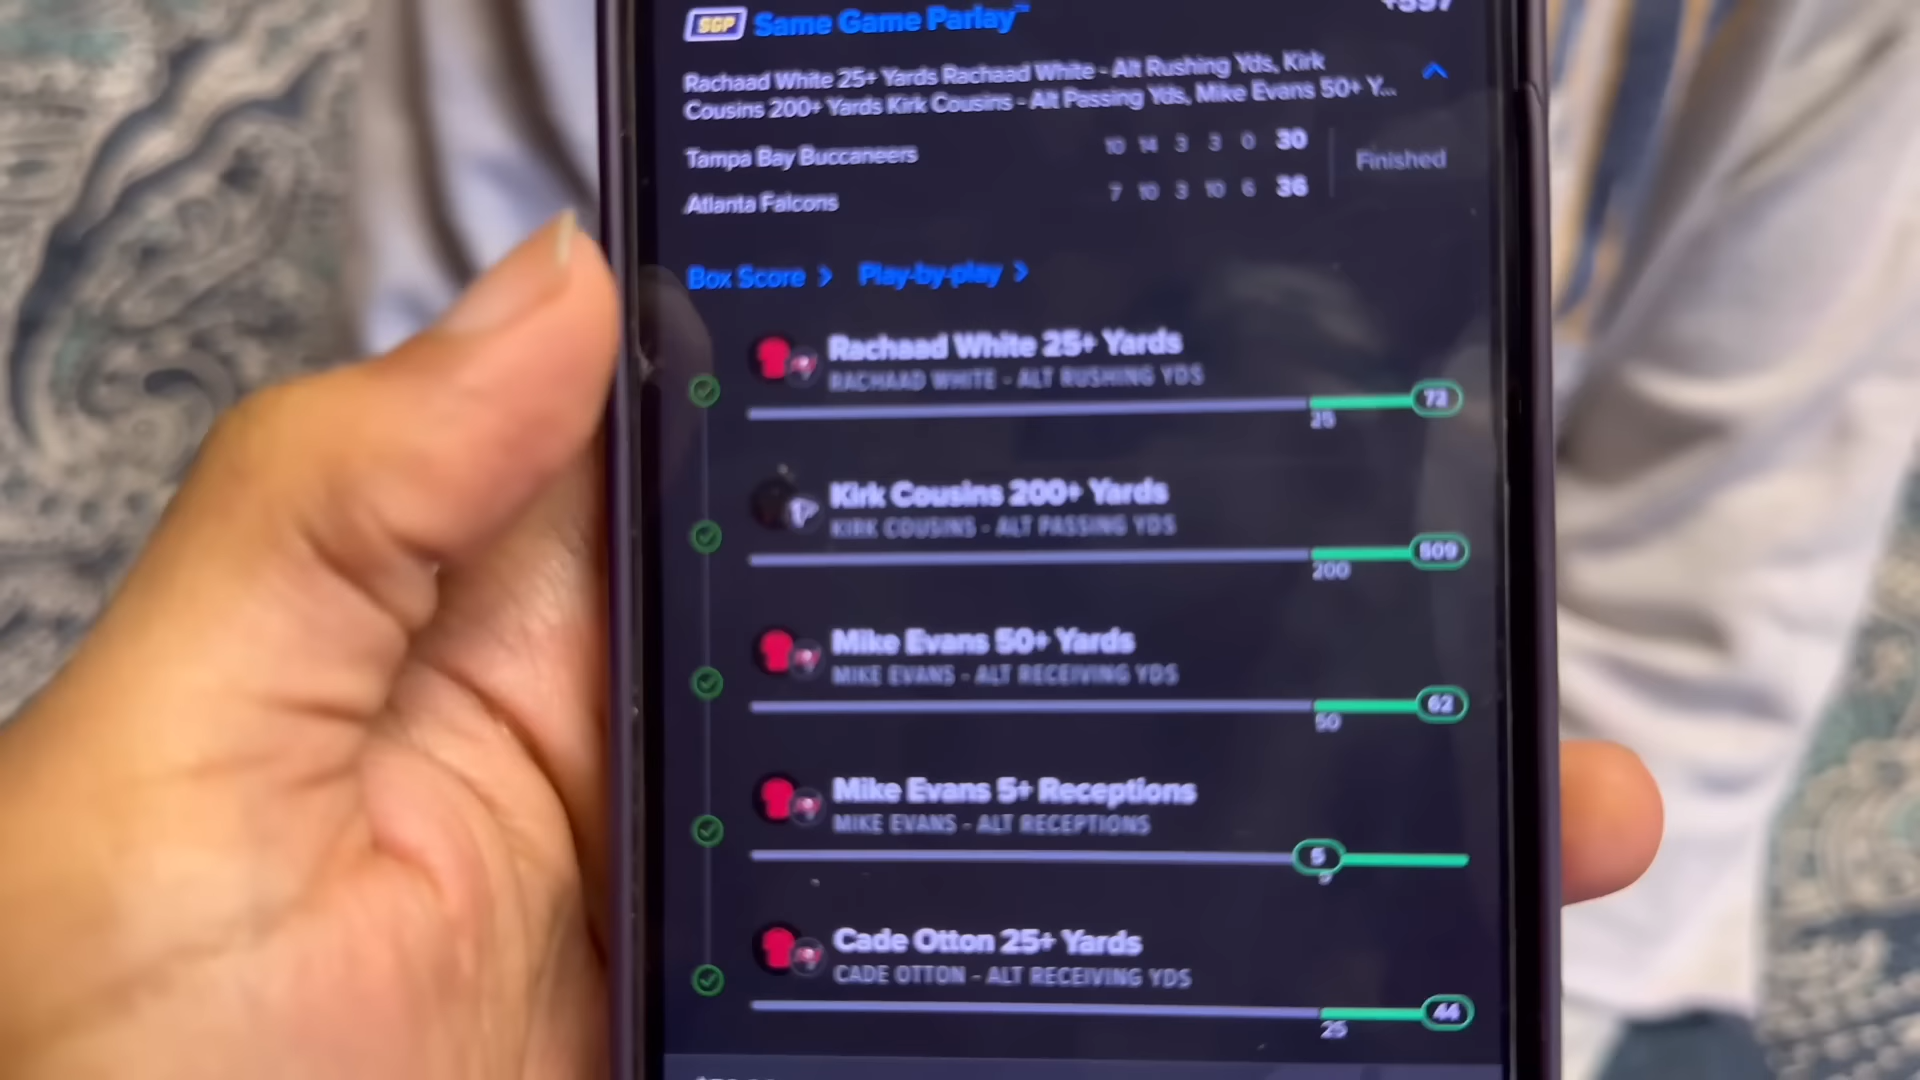 SGP Same Game Parlay™ +597
Rachaad White 25+ Yards Rachaad White - Alt Rushing Yds, Kirk
Cousins 200+ Yards Kirk Cousins - Alt Passing Yds, Mike Evans 50+ Y...
Tampa Bay Buccaneers 10 14 3 3 0 30
Finished
Atlanta Falcons 7 10 3 10 6 36
Box Score > Play-by-play >
Rachaad White 25+ Yards
RACHAAD WHITE - ALT RUSHING YDS
72
25
Kirk Cousins 200+ Yards
KIRK COUSINS - ALT PASSING YDS
509
200
Mike Evans 50+ Yards
MIKE EVANS - ALT RECEIVING YDS
62
50
Mike Evans 5+ Receptions
MIKE EVANS - ALT RECEPTIONS
5
5
Cade Otton 25+ Yards
CADE OTTON - ALT RECEIVING YDS
44
25